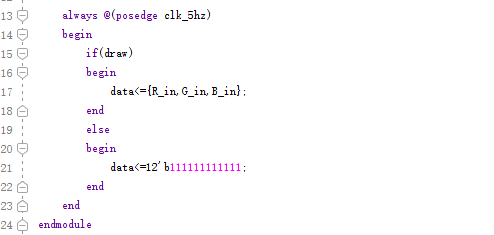 13 always @(posedge clk_5hz)
14 begin
15 if(draw)
16 begin
17 data<={R_in,G_in,B_in};
18 end
19 else
20 begin
21 data<=12'b111111111111;
22 end
23 end
24 endmodule